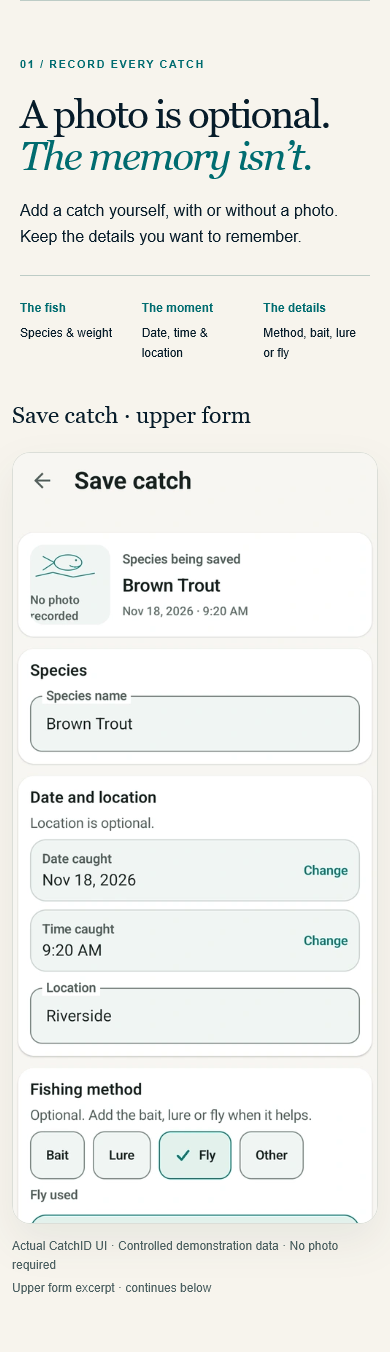 01 / RECORD EVERY CATCH
A photo is optional.
The memory isn't.
Add a catch yourself, with or without a photo.
Keep the details you want to remember.
The fish
Species & weight
The moment
Date, time &
location
The details
Method, bait, lure
or fly
Save catch · upper form
Save catch
No photo
recorded
Species being saved
Brown Trout
Nov 18, 2026 · 9:20 AM
Species
Species name
Brown Trout
Date and location
Location is optional.
Date caught
Nov 18, 2026
Change
Time caught
9:20 AM
Change
Location
Riverside
Fishing method
Optional. Add the bait, lure or fly when it helps.
Bait
Lure
Fly
Other
Fly used
Actual CatchID UI · Controlled demonstration data · No photo
required
Upper form excerpt · continues below